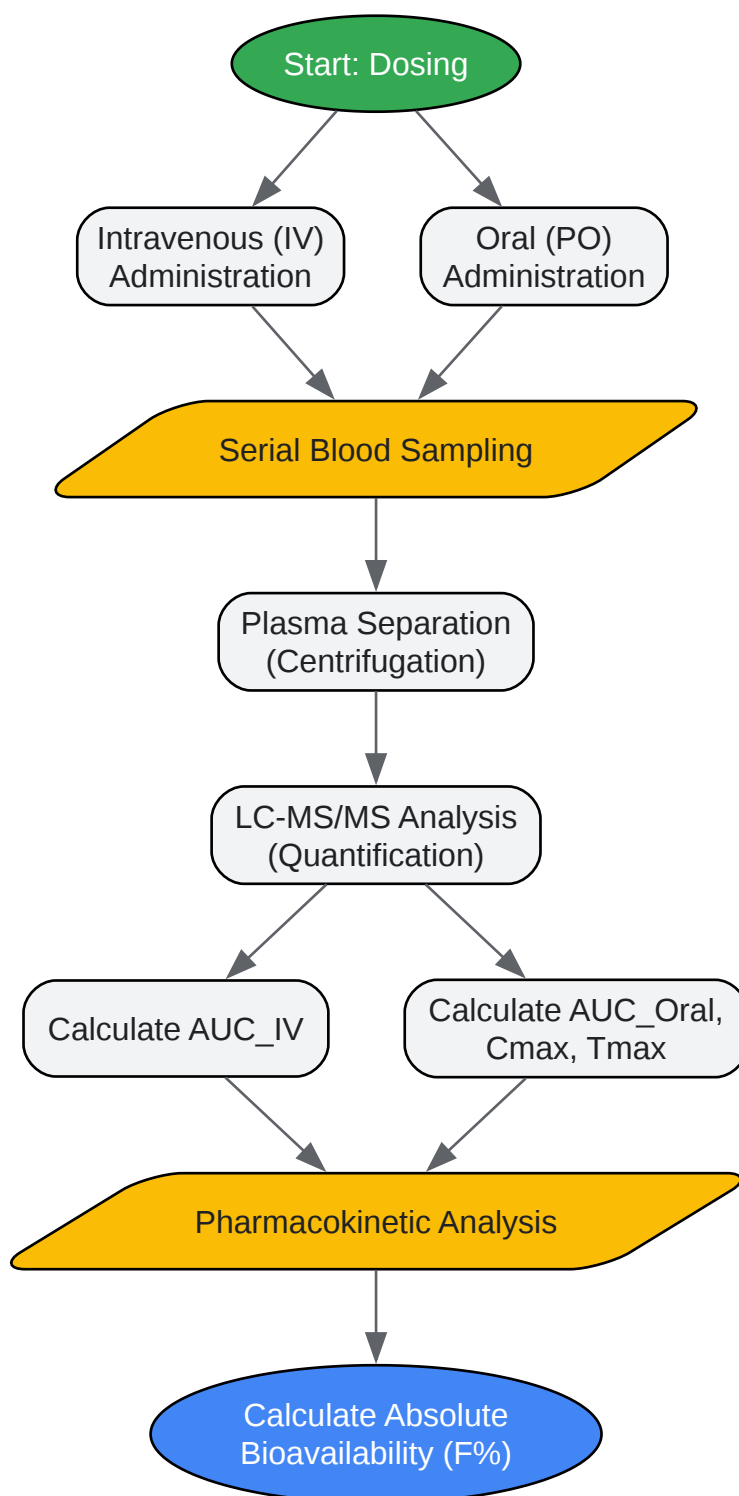 Start: Dosing
Intravenous (IV)
Administration
Oral (PO)
Administration
Serial Blood Sampling
Plasma Separation
(Centrifugation)
LC-MS/MS Analysis
(Quantification)
Calculate AUC_IV
Calculate AUC_Oral,
Cmax, Tmax
Pharmacokinetic Analysis
Calculate Absolute
Bioavailability (F%)